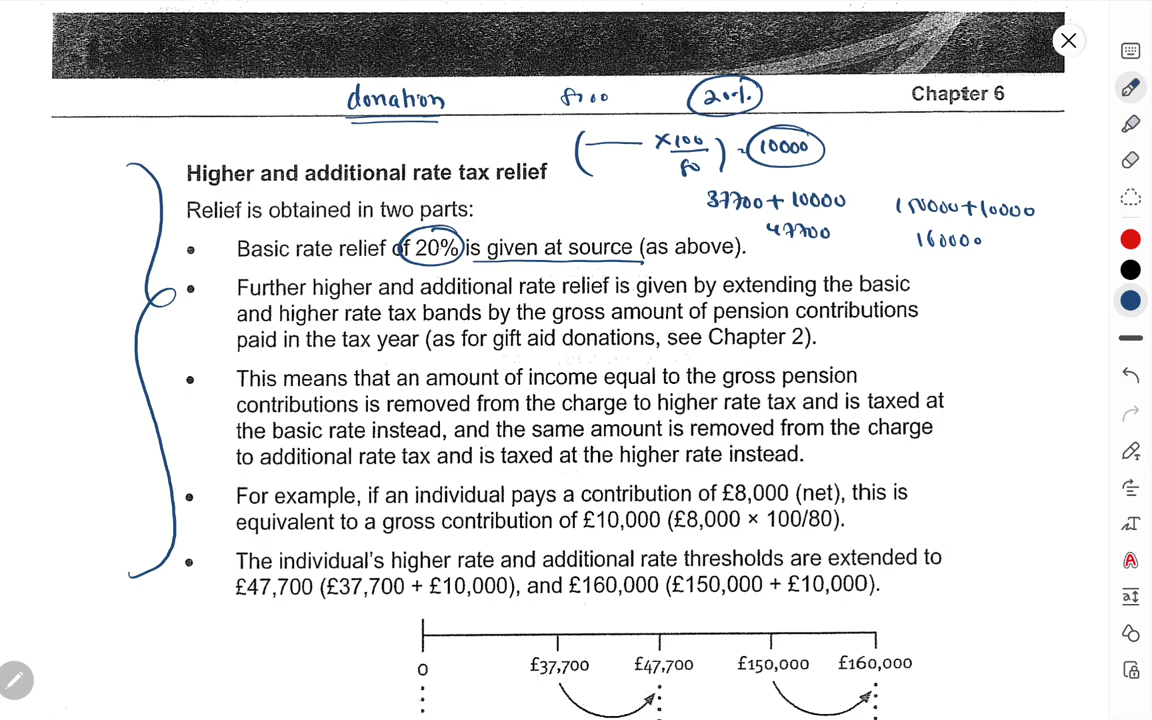 donation 8000 20%
Chapter 6
( —— ×100/80 ) = 10000
Higher and additional rate tax relief
37700 + 10000 150000 + 10000
Relief is obtained in two parts:
47700 160000
• Basic rate relief of 20% is given at source (as above).
• Further higher and additional rate relief is given by extending the basic
and higher rate tax bands by the gross amount of pension contributions
paid in the tax year (as for gift aid donations, see Chapter 2).
• This means that an amount of income equal to the gross pension
contributions is removed from the charge to higher rate tax and is taxed at
the basic rate instead, and the same amount is removed from the charge
to additional rate tax and is taxed at the higher rate instead.
• For example, if an individual pays a contribution of £8,000 (net), this is
equivalent to a gross contribution of £10,000 (£8,000 × 100/80).
• The individual's higher rate and additional rate thresholds are extended to
£47,700 (£37,700 + £10,000), and £160,000 (£150,000 + £10,000).
0 £37,700 £47,700 £150,000 £160,000